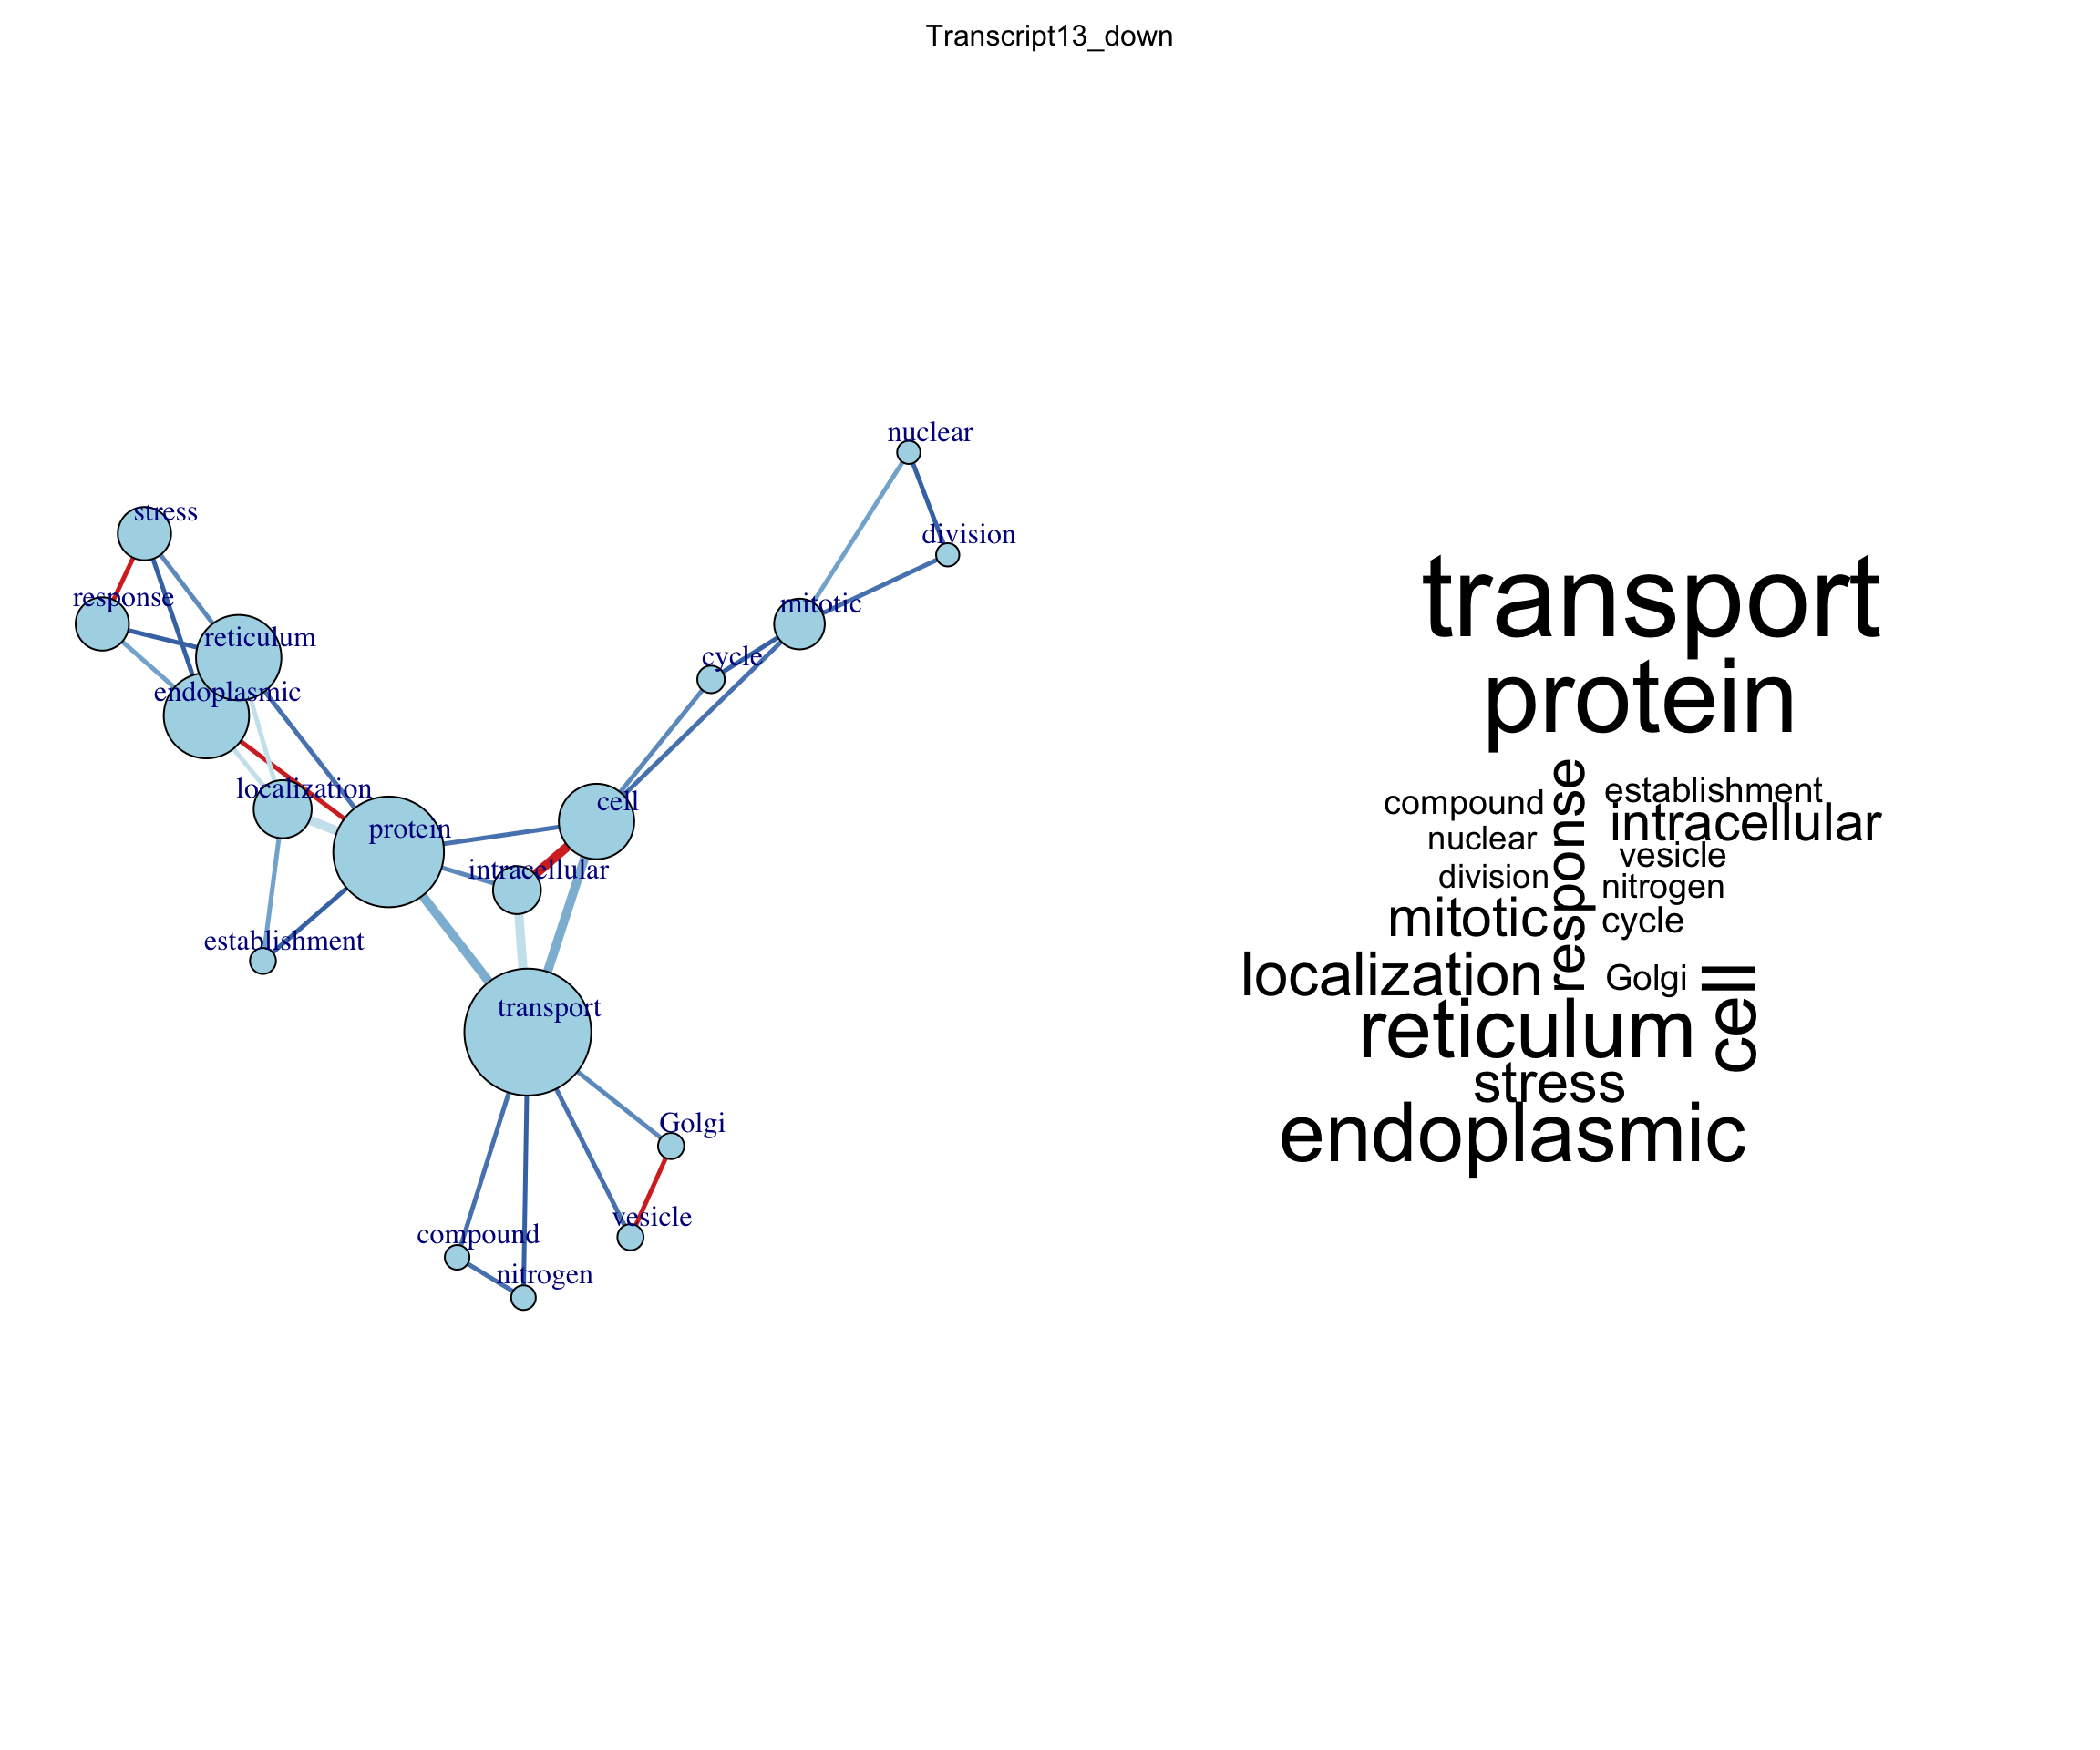 Transcript13_down
nuclear
stress
division
response
mitotic
reticulum
cycle
endoplasmic
localization
cell
protein
intracellular
establishment
transport
Golgi
vesicle
compound
nitrogen
transport
protein
response
establishment
compound
intracellular
nuclear
vesicle
division
nitrogen
mitotic
cycle
localization
Golgi
cell
reticulum
stress
endoplasmic